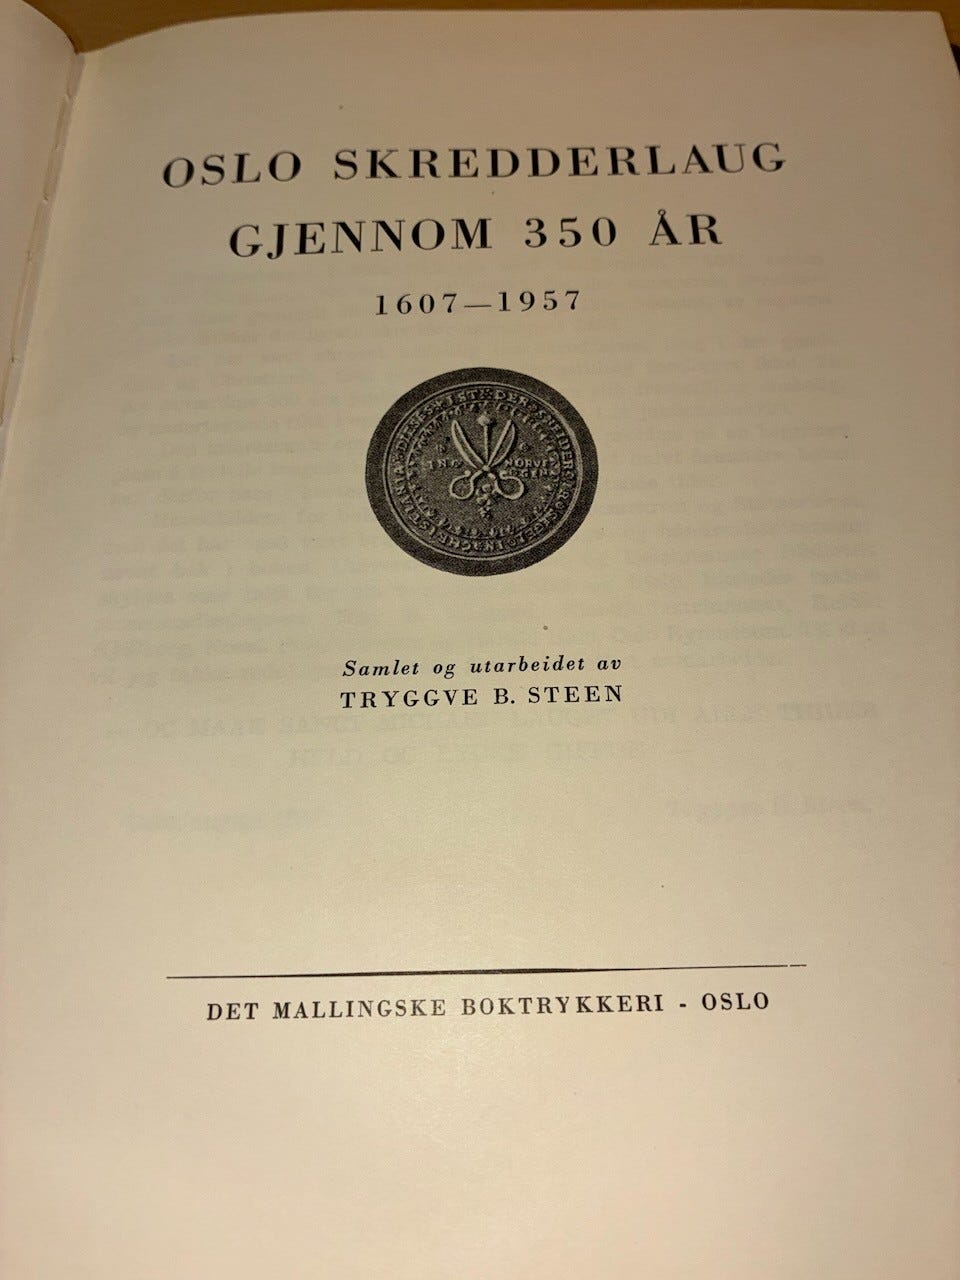 OSLO SKREDDERLAUG
GJENNOM 350 ÅR
1607—1957
Samlet og utarbeidet av
TRYGGVE B. STEEN
DET MALLINGSKE BOKTRYKKERI - OSLO